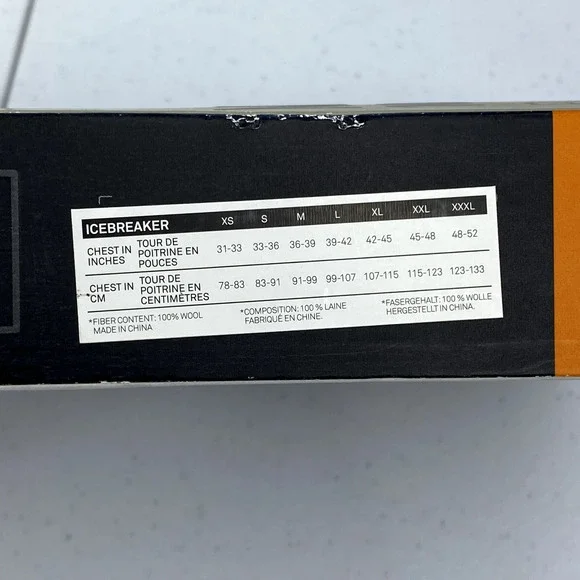 ICEBREAKER XS S M L XL XXL XXXL
CHEST IN INCHES TOUR DE POITRINE EN POUCES 31-33 33-36 36-39 39-42 42-45 45-48 48-52
CHEST IN CM TOUR DE POITRINE EN CENTIMÈTRES 78-83 83-91 91-99 99-107 107-115 115-123 123-133
*FIBER CONTENT: 100% WOOL
MADE IN CHINA
*COMPOSITION: 100 % LAINE
FABRIQUÉ EN CHINE.
*FASERGEHALT: 100 % WOLLE
HERGESTELLT IN CHINA.